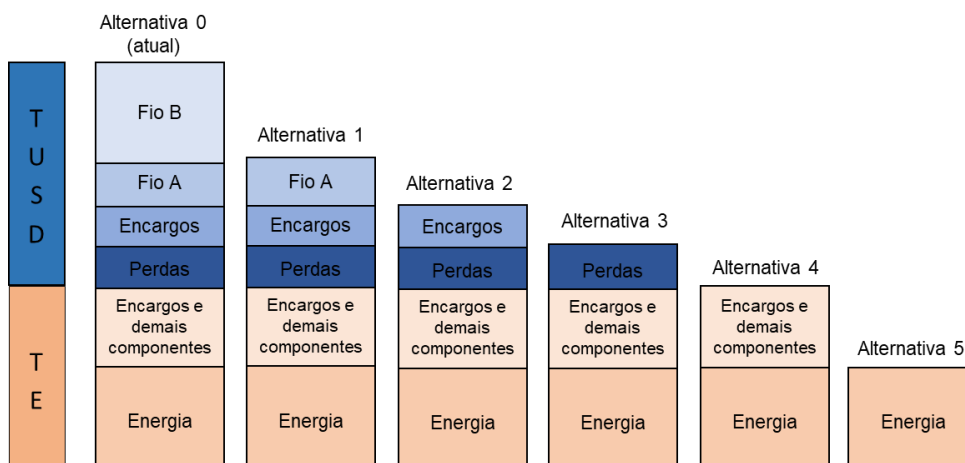 Alternativa 0
(atual)
T
U
S
D
T
E
Fio B
Fio A
Encargos
Perdas
Encargos e
demais
componentes
Energia
Alternativa 1
Fio A
Encargos
Perdas
Encargos e
demais
componentes
Energia
Alternativa 2
Encargos
Perdas
Encargos e
demais
componentes
Energia
Alternativa 3
Perdas
Encargos e
demais
componentes
Energia
Alternativa 4
Encargos e
demais
componentes
Energia
Alternativa 5
Energia